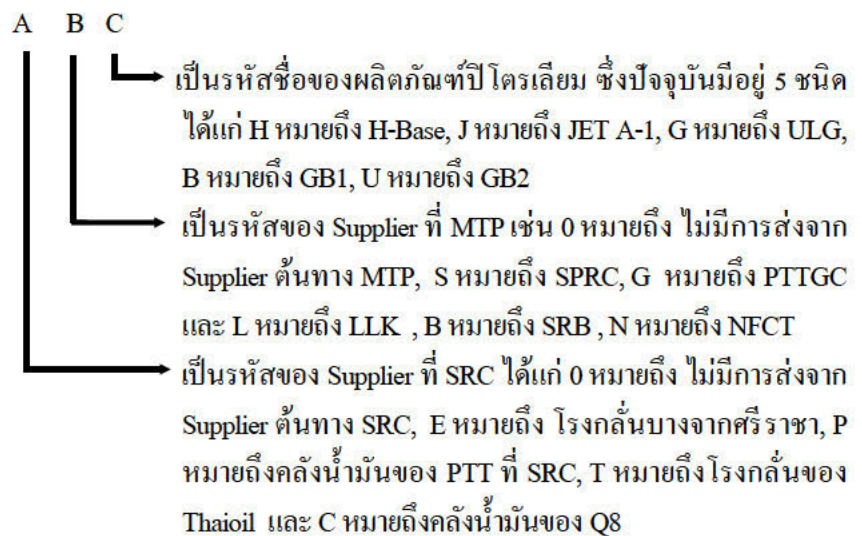 A B C
เป็นรหัสชื่อของผลิตภัณฑ์ปิโตรเลียม ซึ่งปัจจุบันมีอยู่ 5 ชนิด
ได้แก่ H หมายถึง H-Base, J หมายถึง JET A-1, G หมายถึง ULG,
B หมายถึง GB1, U หมายถึง GB2
เป็นรหัสของ Supplier ที่ MTP เช่น 0 หมายถึง ไม่มีการส่งจาก
Supplier ต้นทาง MTP, S หมายถึง SPRC, G หมายถึง PTTGC
และ L หมายถึง LLK , B หมายถึง SRB , N หมายถึง NFCT
เป็นรหัสของ Supplier ที่ SRC ได้แก่ 0 หมายถึง ไม่มีการส่งจาก
Supplier ต้นทาง SRC, E หมายถึง โรงกลั่นบางจากศรีราชา, P
หมายถึงคลังน้ำมันของ PTT ที่ SRC, T หมายถึงโรงกลั่นของ
Thaioil และ C หมายถึงคลังน้ำมันของ Q8